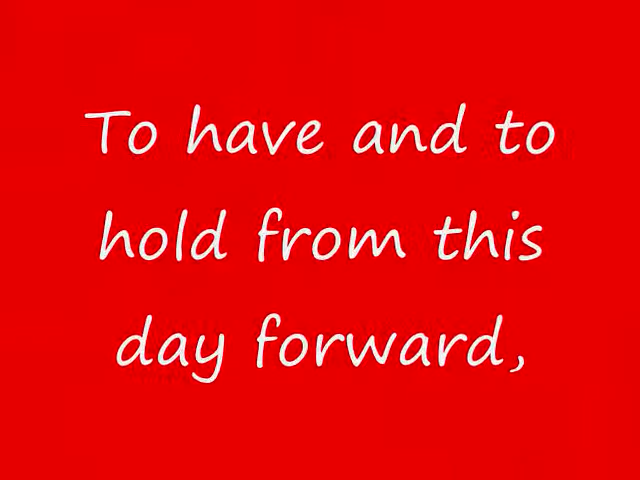 To have and to
hold from this
day forward,